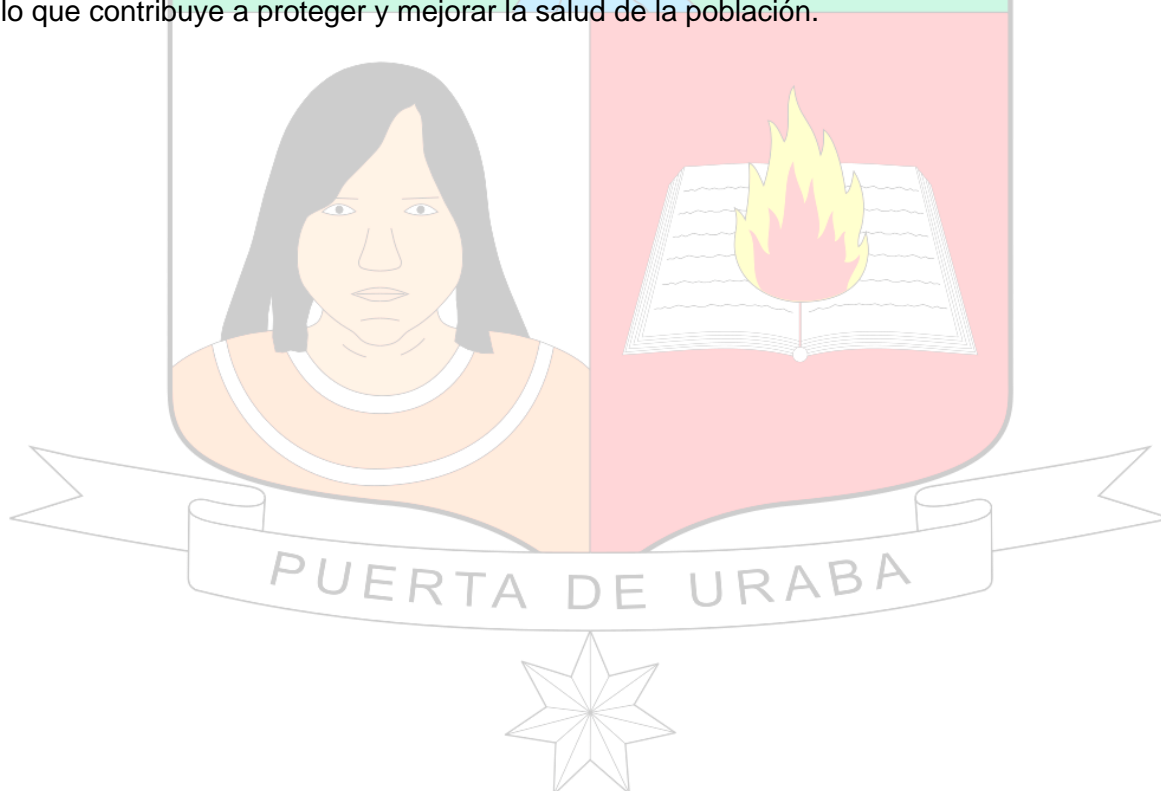 lo que contribuye a proteger y mejorar la salud de la población.
PUERTA DE URABA